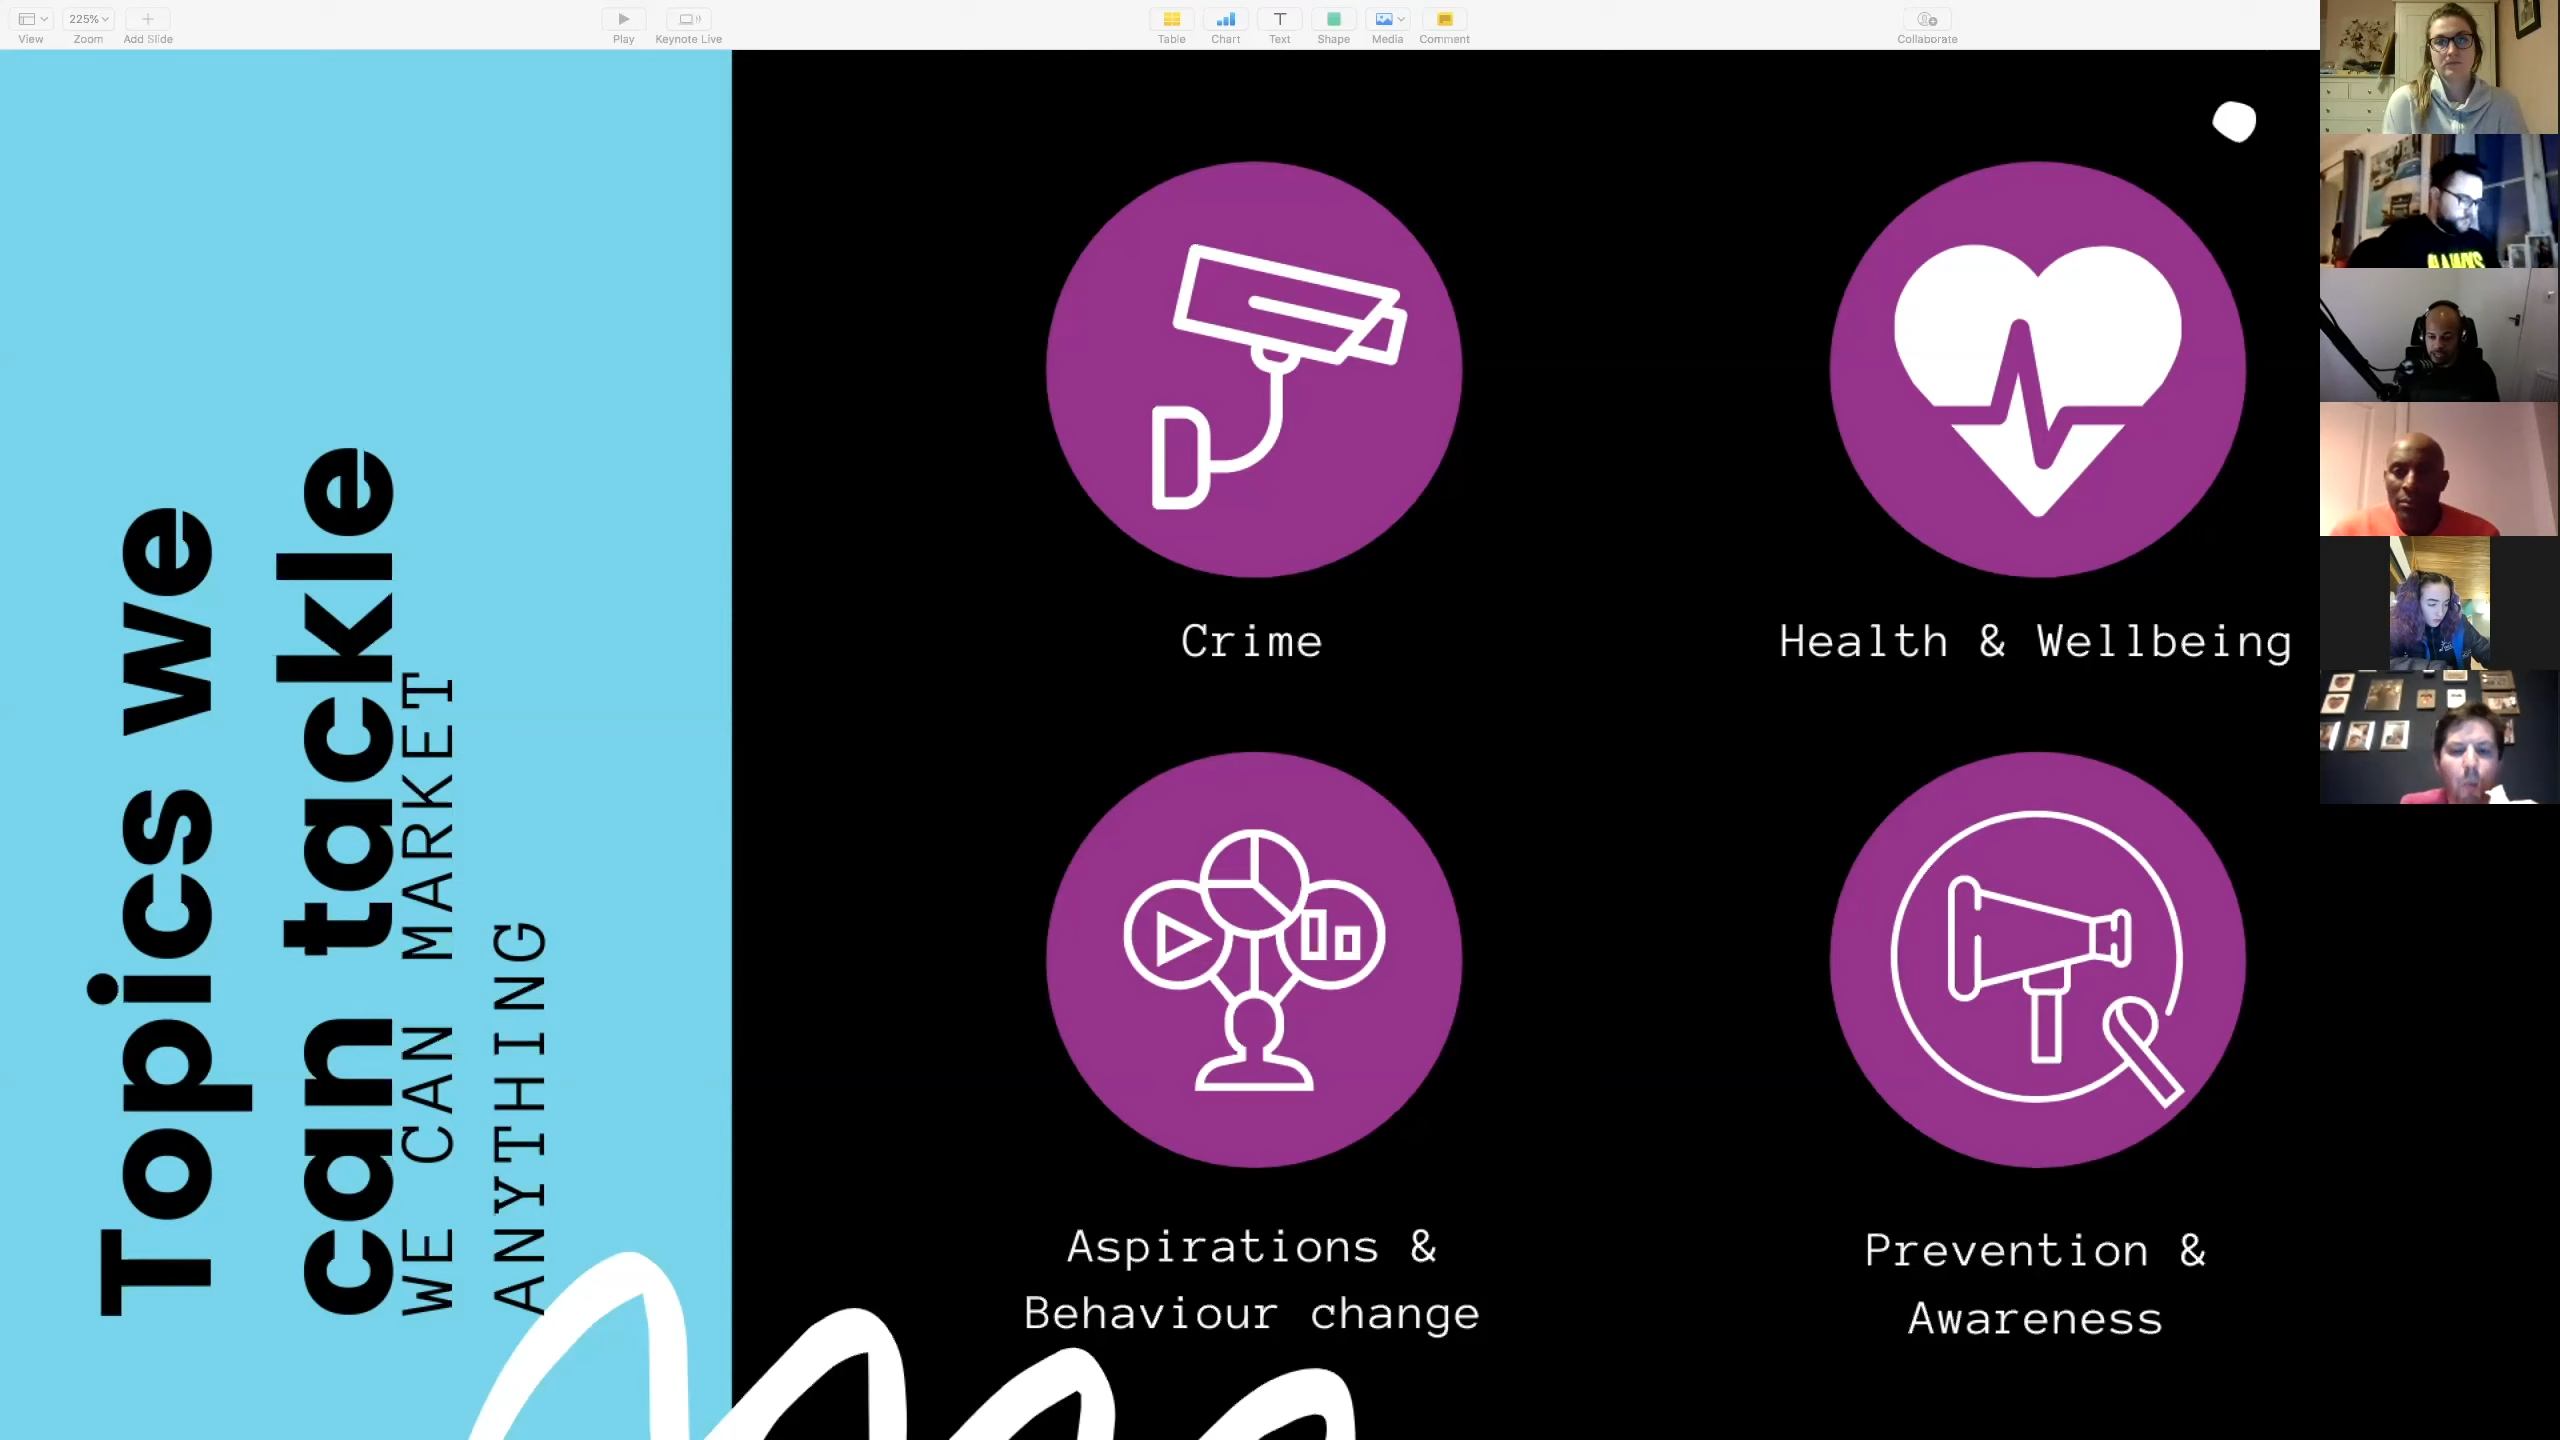 225%
View
Zoom
Add Slide
Play
Keynote Live
Table
Chart
Text
Shape
Media
Comment
Collaborate
Topics we
can tackle
WE CAN MARKET
ANYTHING
Crime
Health & Wellbeing
Aspirations &
Behaviour change
Prevention &
Awareness